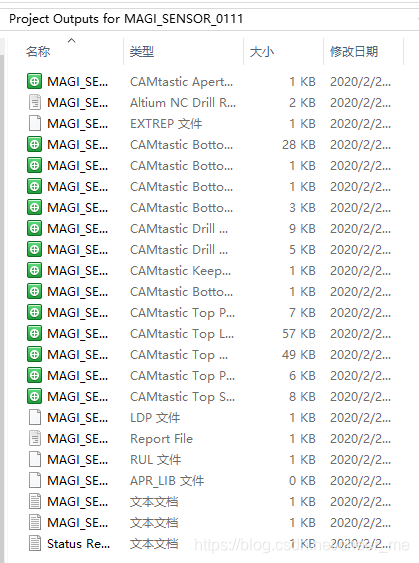 Project Outputs for MAGI_SENSOR_0111
名称 类型 大小 修改日期
MAGI_SE... CAMtastic Apert... 1 KB 2020/2/2...
MAGI_SE... Altium NC Drill R... 2 KB 2020/2/2...
MAGI_SE... EXTREP 文件 1 KB 2020/2/2...
MAGI_SE... CAMtastic Botto... 28 KB 2020/2/2...
MAGI_SE... CAMtastic Botto... 1 KB 2020/2/2...
MAGI_SE... CAMtastic Botto... 1 KB 2020/2/2...
MAGI_SE... CAMtastic Botto... 3 KB 2020/2/2...
MAGI_SE... CAMtastic Drill ... 9 KB 2020/2/2...
MAGI_SE... CAMtastic Drill ... 5 KB 2020/2/2...
MAGI_SE... CAMtastic Keep... 1 KB 2020/2/2...
MAGI_SE... CAMtastic Botto... 1 KB 2020/2/2...
MAGI_SE... CAMtastic Top P... 7 KB 2020/2/2...
MAGI_SE... CAMtastic Top L... 57 KB 2020/2/2...
MAGI_SE... CAMtastic Top ... 49 KB 2020/2/2...
MAGI_SE... CAMtastic Top P... 6 KB 2020/2/2...
MAGI_SE... CAMtastic Top S... 8 KB 2020/2/2...
MAGI_SE... LDP 文件 1 KB 2020/2/2...
MAGI_SE... Report File 1 KB 2020/2/2...
MAGI_SE... RUL 文件 1 KB 2020/2/2...
MAGI_SE... APR_LIB 文件 0 KB 2020/2/2...
MAGI_SE... 文本文档 1 KB 2020/2/2...
MAGI_SE... 文本文档 1 KB 2020/2/2...
Status Re... 文本文档 1 KB 2020/2/2...